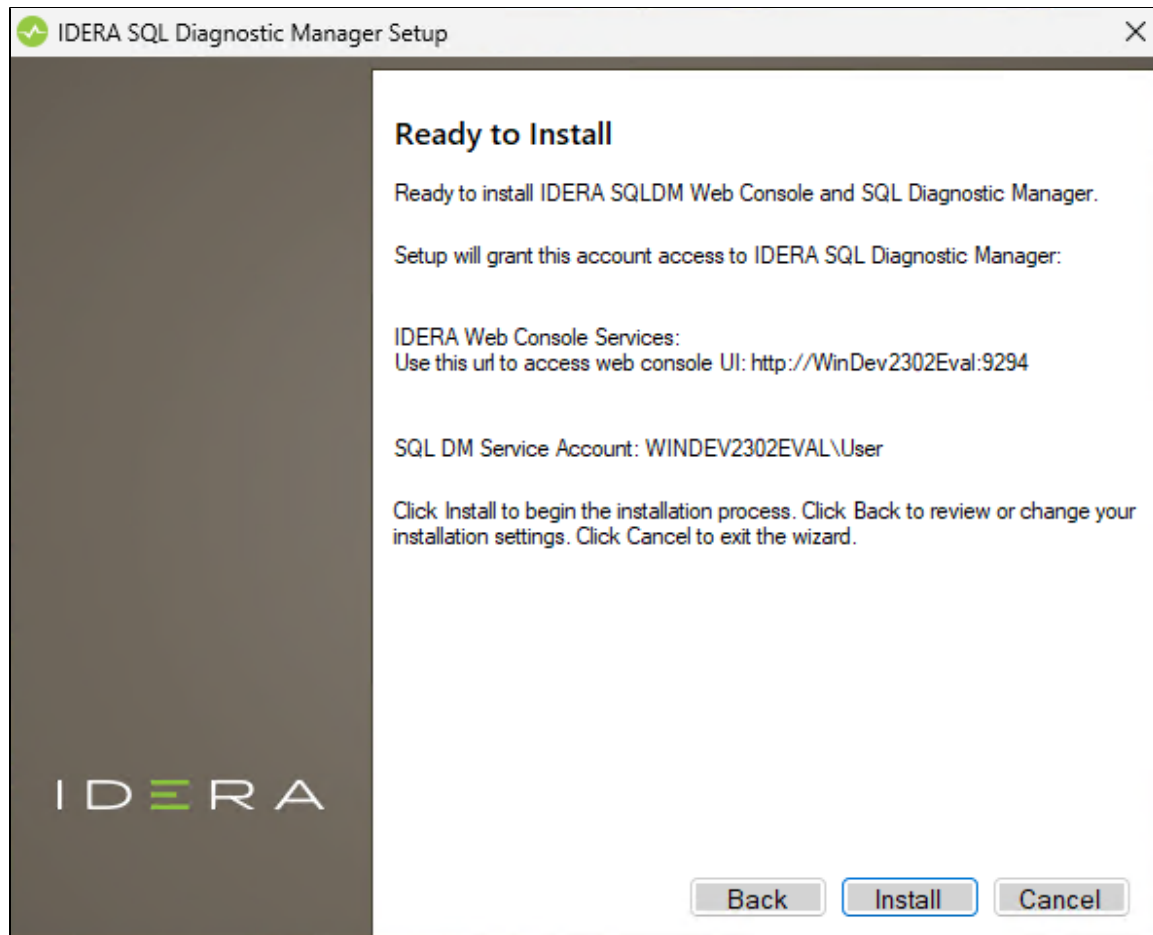 IDERA SQL Diagnostic Manager Setup
Ready to Install
Ready to install IDERA SQLDM Web Console and SQL Diagnostic Manager.
Setup will grant this account access to IDERA SQL Diagnostic Manager:
IDERA Web Console Services:
Use this url to access web console UI: http://WinDev2302Eval:9294
SQL DM Service Account: WINDEV2302EVAL\User
Click Install to begin the installation process. Click Back to review or change your
installation settings. Click Cancel to exit the wizard.
IDERA
Back Install Cancel